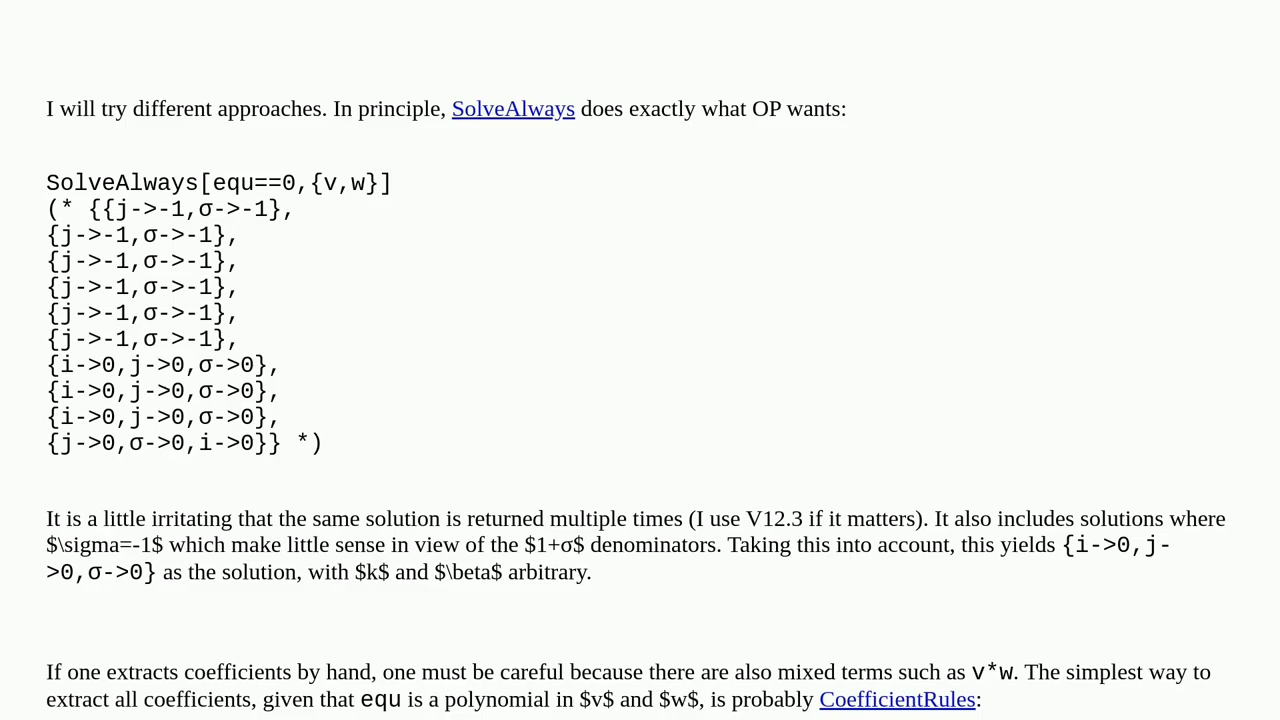 I will try different approaches. In principle, SolveAlways does exactly what OP wants:
SolveAlways[equ==0,{v,w}]
(* {{j->-1,σ->-1},
{j->-1,σ->-1},
{j->-1,σ->-1},
{j->-1,σ->-1},
{j->-1,σ->-1},
{j->-1,σ->-1},
{i->0,j->0,σ->0},
{i->0,j->0,σ->0},
{i->0,j->0,σ->0},
{j->0,σ->0,i->0}} *)
It is a little irritating that the same solution is returned multiple times (I use V12.3 if it matters). It also includes solutions where
$\sigma=-1$ which make little sense in view of the $1+σ$ denominators. Taking this into account, this yields {i->0,j-
>0,σ->0} as the solution, with $k$ and $\beta$ arbitrary.
If one extracts coefficients by hand, one must be careful because there are also mixed terms such as v*w. The simplest way to
extract all coefficients, given that equ is a polynomial in $v$ and $w$, is probably CoefficientRules: